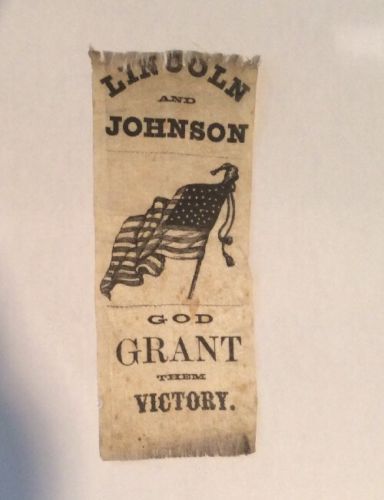 LINCOLN
AND
JOHNSON
GOD
GRANT
THEM
VICTORY.